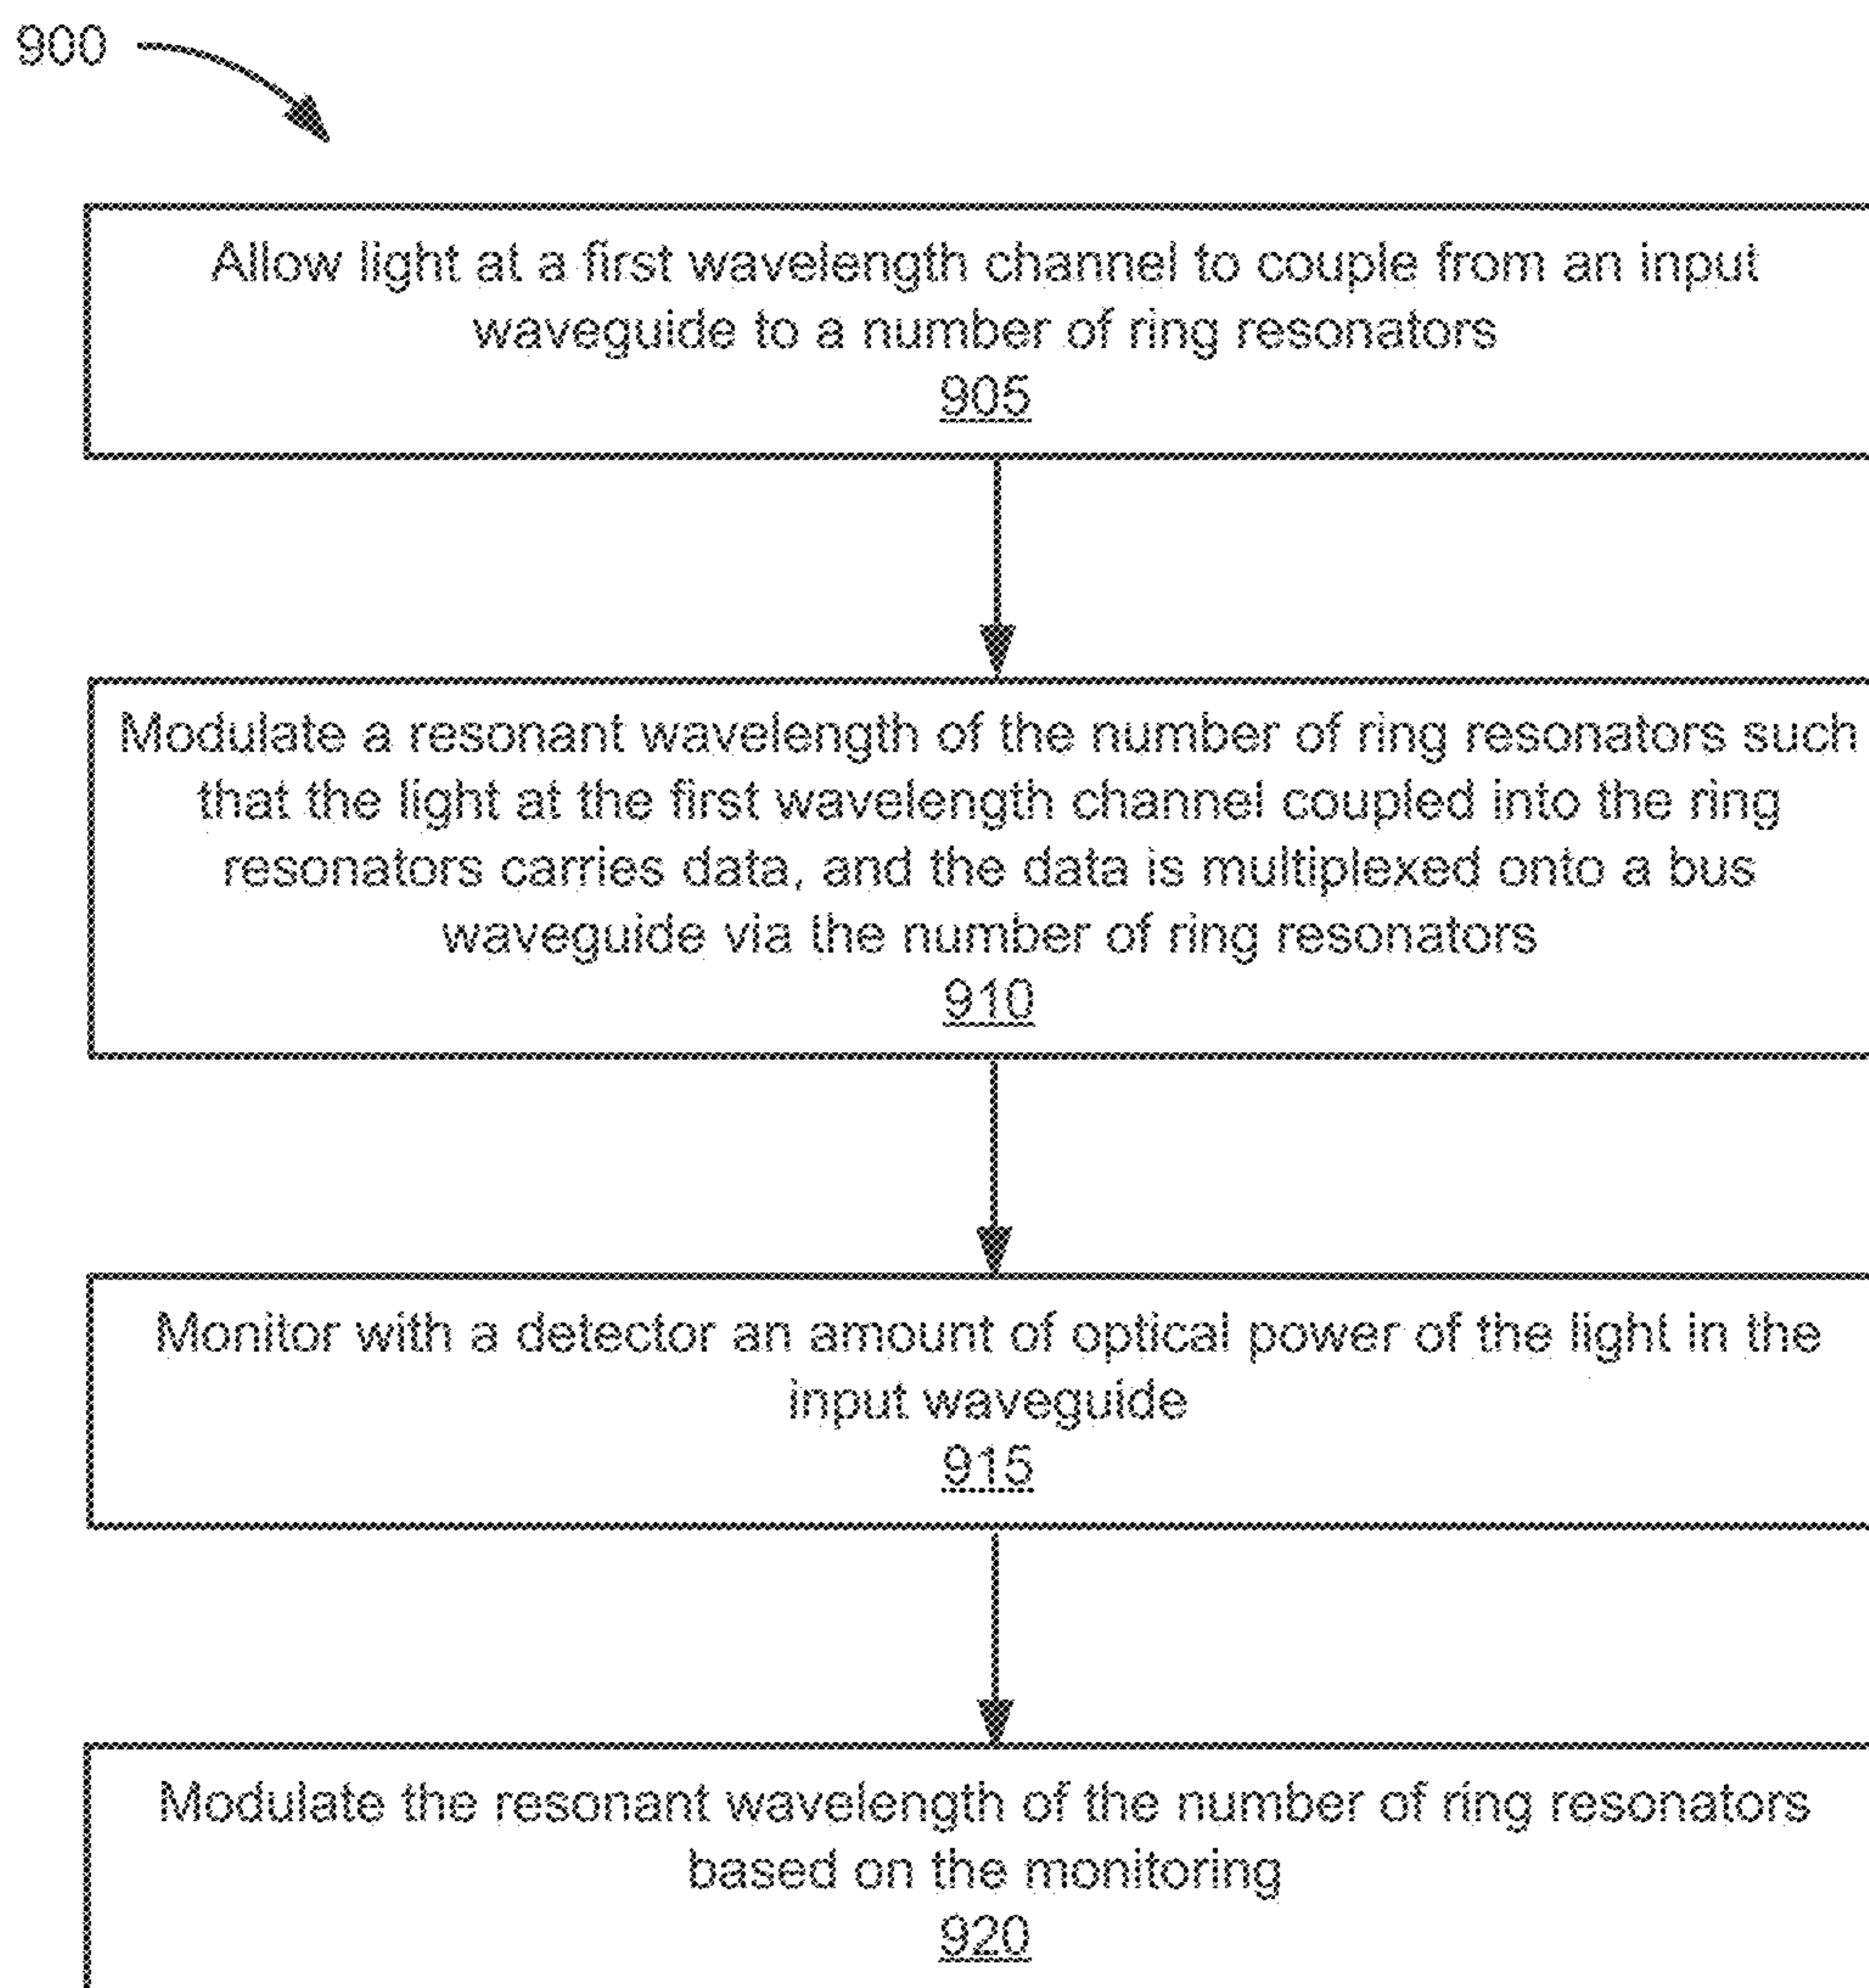 900
Allow light at a first wavelength channel to couple from an input
waveguide to a number of ring resonators
905
Modulate a resonant wavelength of the number of ring resonators such
that the light at the first wavelength channel coupled into the ring
resonators carries data, and the data is multiplexed onto a bus
waveguide via the number of ring resonators
910
Monitor with a detector an amount of optical power of the light in the
input waveguide
915
Modulate the resonant wavelength of the number of ring resonators
based on the monitoring
920